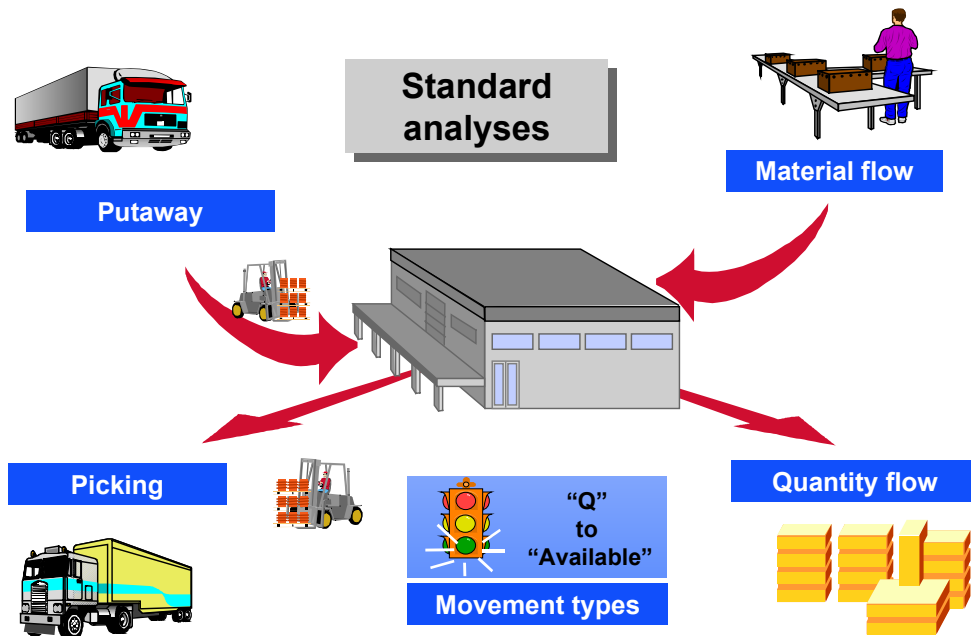 Standard
analyses
Material flow
Putaway
Picking
“Q”
to
“Available”
Movement types
Quantity flow